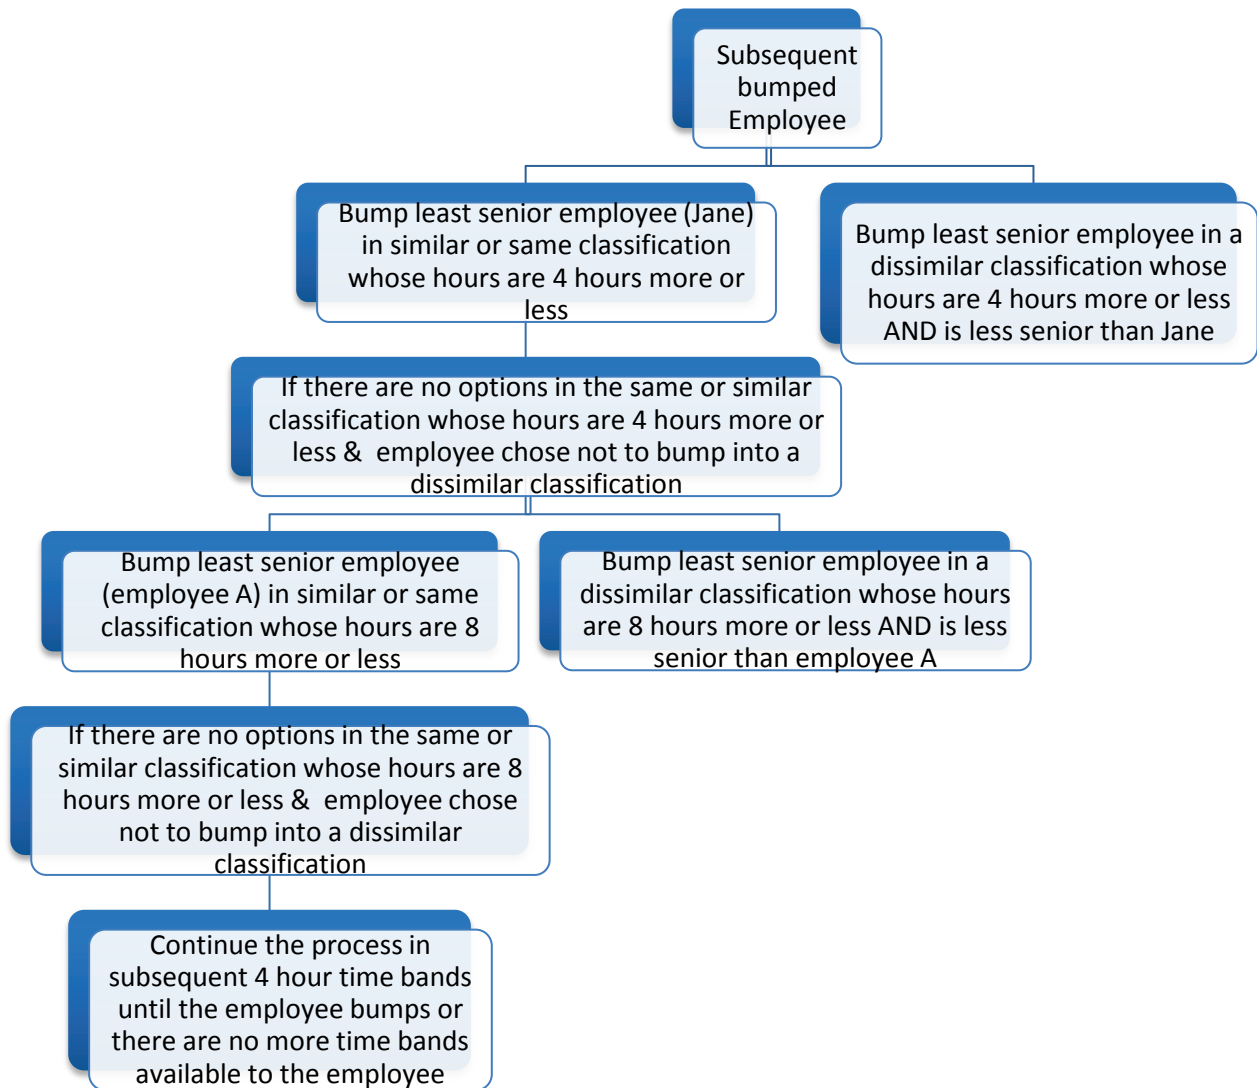 Subsequent
bumped
Employee
Bump least senior employee (Jane)
in similar or same classification
whose hours are 4 hours more or
less
Bump least senior employee in a
dissimilar classification whose
hours are 4 hours more or less
AND is less senior than Jane
If there are no options in the same or similar
classification whose hours are 4 hours more or
less & employee chose not to bump into a
dissimilar classification
Bump least senior employee
(employee A) in similar or same
classification whose hours are 8
hours more or less
Bump least senior employee in a
dissimilar classification whose hours
are 8 hours more or less AND is less
senior than employee A
If there are no options in the same or
similar classification whose hours are 8
hours more or less & employee chose
not to bump into a dissimilar
classification
Continue the process in
subsequent 4 hour time bands
until the employee bumps or
there are no more time bands
available to the employee